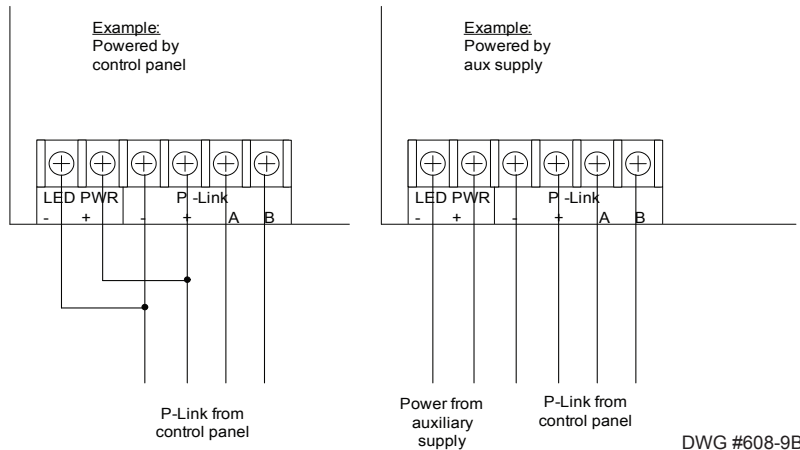 Example:
Powered by
control panel
LED PWR P -Link
- + - + A B
P-Link from
control panel
Example:
Powered by
aux supply
LED PWR P -Link
- + - + A B
Power from
auxiliary
supply
P-Link from
control panel
DWG #608-9B